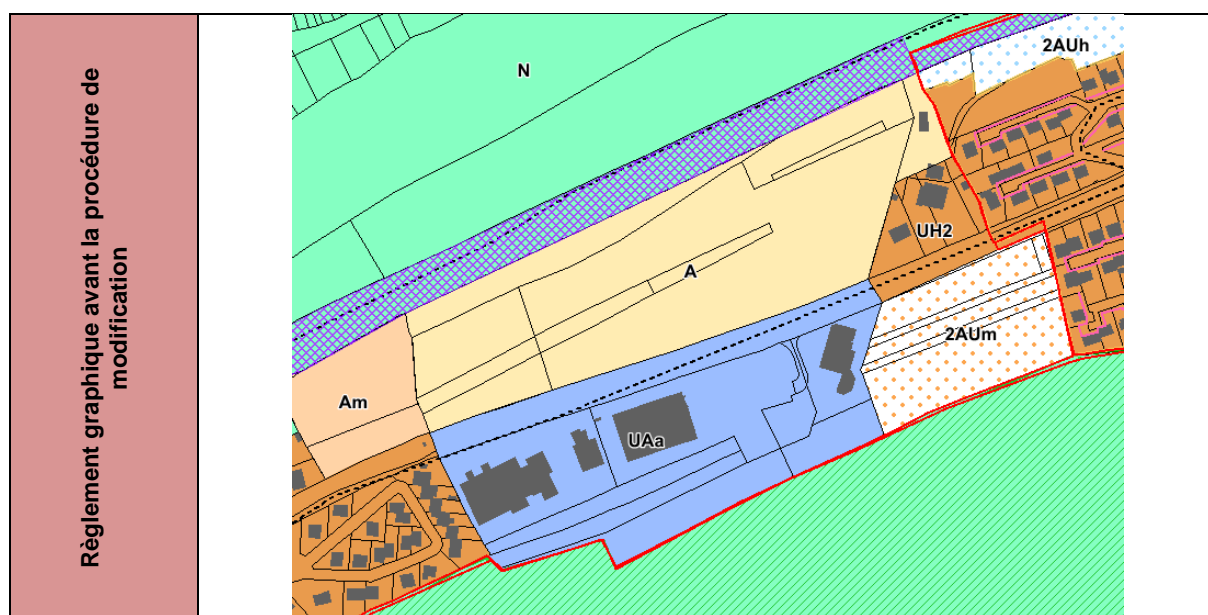 Règlement graphique avant la procédure de
modification
N
2AUh
A
UH2
2AUm
Am
UAa